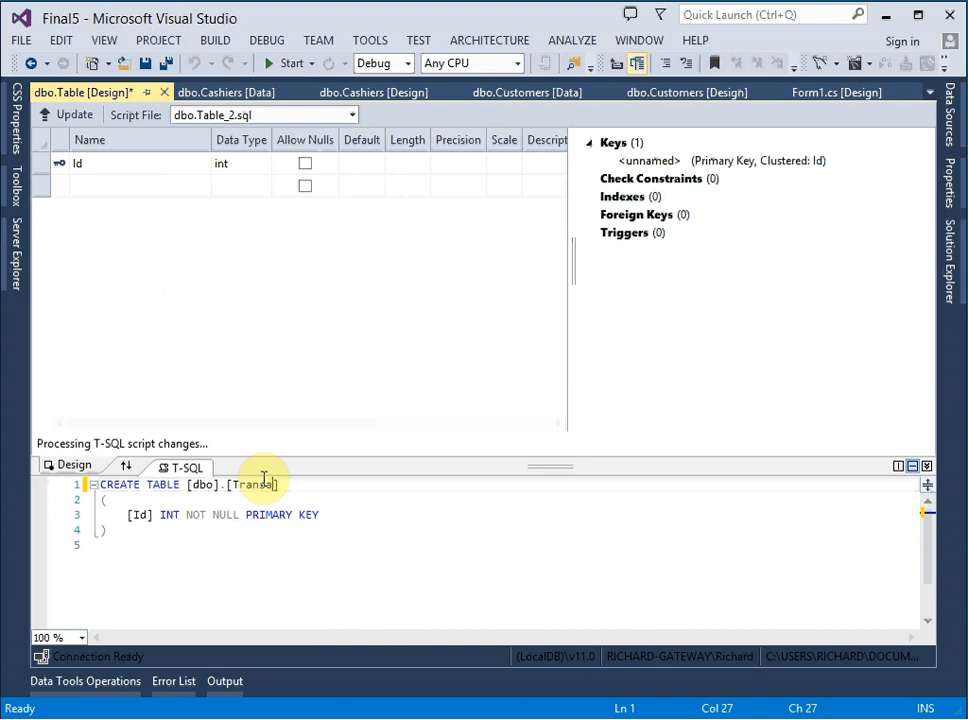 Final5 - Microsoft Visual Studio
Quick Launch (Ctrl+Q)
FILE EDIT VIEW PROJECT BUILD DEBUG TEAM TOOLS TEST ARCHITECTURE ANALYZE WINDOW HELP Sign in
Start Debug Any CPU
dbo.Table [Design]* dbo.Cashiers [Data] dbo.Cashiers [Design] dbo.Customers [Data] dbo.Customers [Design] Form1.cs [Design]
CSS Properties
Toolbox
Server Explorer
Update Script File: dbo.Table_2.sql
Name Data Type Allow Nulls Default Length Precision Scale Descript
Id int
Keys (1)
<unnamed> (Primary Key, Clustered: Id)
Check Constraints (0)
Indexes (0)
Foreign Keys (0)
Triggers (0)
Data Sources
Properties
Solution Explorer
Processing T-SQL script changes...
Design T-SQL
1 CREATE TABLE [dbo].[Transa]
2 (
3 [Id] INT NOT NULL PRIMARY KEY
4 )
5
100 %
Connection Ready (LocalDB)\v11.0 RICHARD-GATEWAY\Richard C:\USERS\RICHARD\DOCUM...
Data Tools Operations Error List Output
Ready Ln 1 Col 27 Ch 27 INS